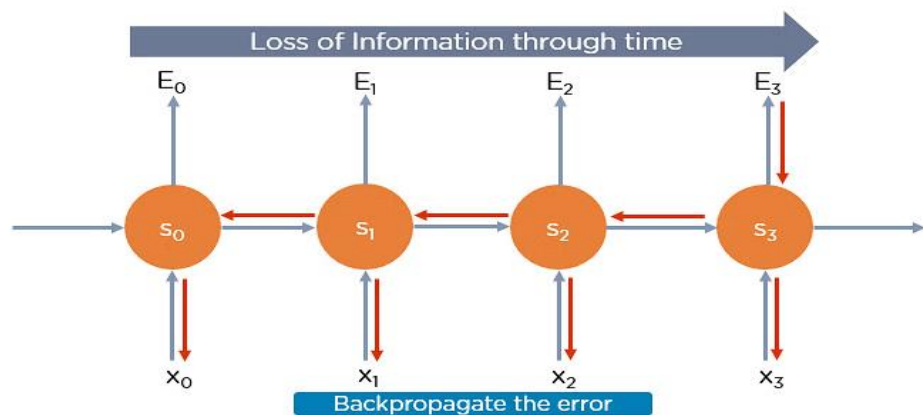 Loss of Information through time
E₀ E₁ E₂ E₃
s₀ s₁ s₂ s₃
x₀ x₁ x₂ x₃
Backpropagate the error